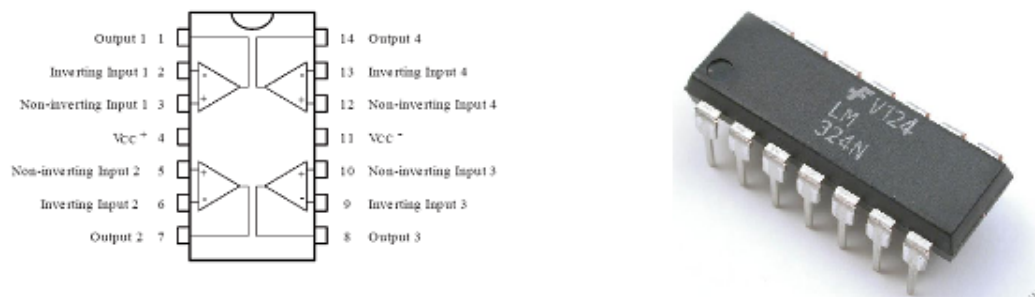 Output 1 1
14 Output 4
Inverting Input 1 2
13 Inverting Input 4
Non-inverting Input 1 3
12 Non-inverting Input 4
VCC+ 4
11 VCC-
Non-inverting Input 2 5
10 Non-inverting Input 3
Inverting Input 2 6
9 Inverting Input 3
Output 2 7
8 Output 3
V124
LM
324N